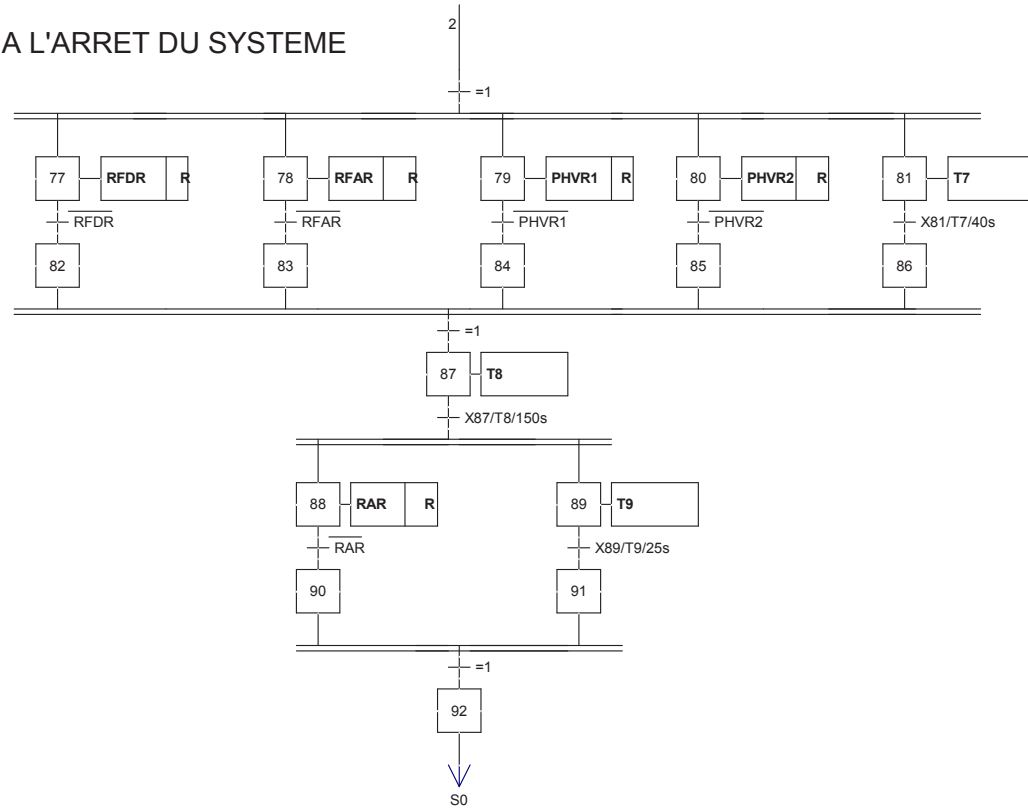 2
A L'ARRET DU SYSTEME
=1
77 RFDR R 78 RFAR R 79 PHVR1 R 80 PHVR2 R 81 T7
RFDR RFAR PHVR1 PHVR2 X81/T7/40s
82 83 84 85 86
=1
87 T8
X87/T8/150s
88 RAR R 89 T9
RAR X89/T9/25s
90 91
=1
92
S0